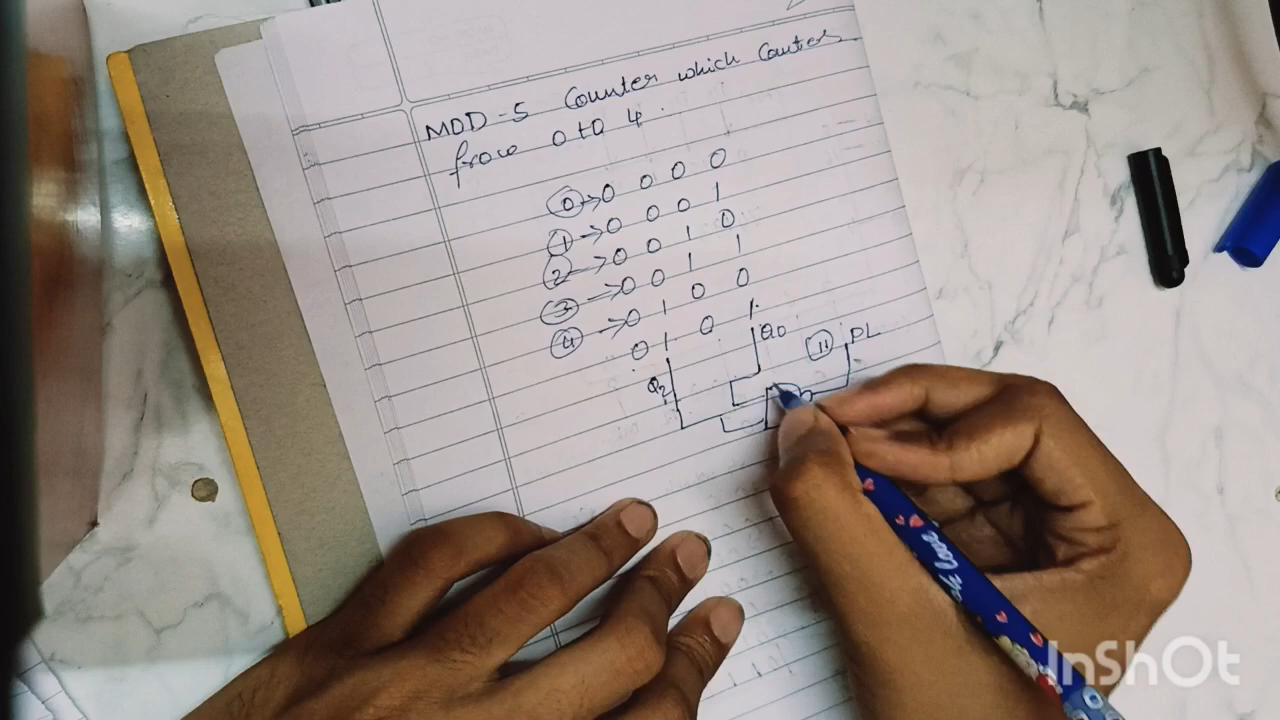 MOD-5 Counter which Counter
from 0 to 4.
0 → 0 0 0 0
1 → 0 0 0 1
2 → 0 0 1 0
3 → 0 0 1 1
4 → 0 1 0 0
0 1 0 1.
Q2 Q0 11 PL
InShOt